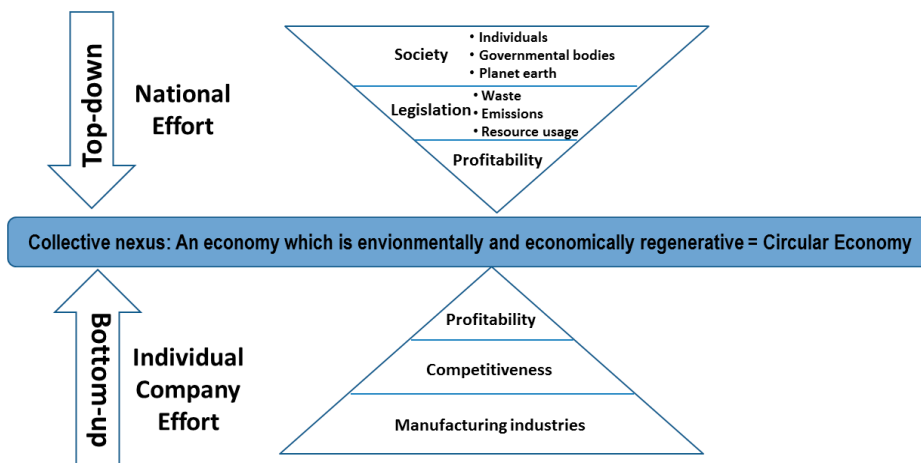 Top-down
National
Effort
Society
• Individuals
• Governmental bodies
• Planet earth
Legislation
• Waste
• Emissions
• Resource usage
Profitability
Collective nexus: An economy which is envionmentally and economically regenerative = Circular Economy
Bottom-up
Individual
Company
Effort
Profitability
Competitiveness
Manufacturing industries